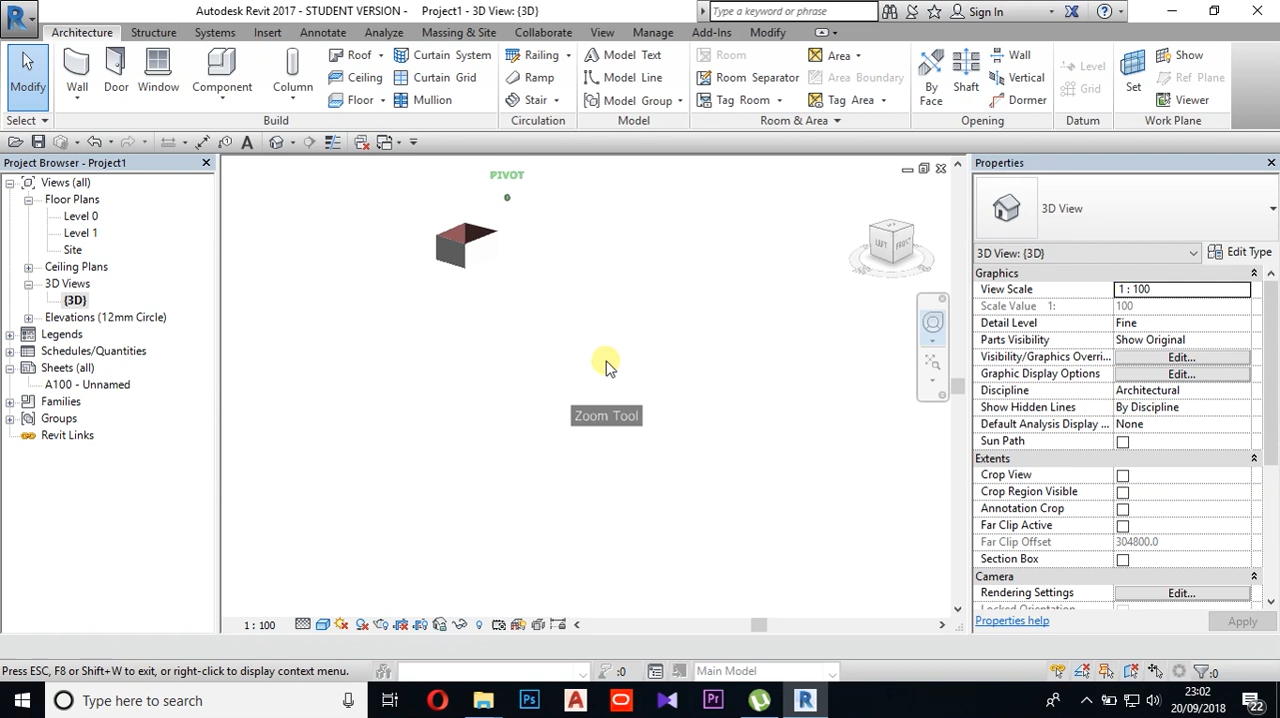 Autodesk Revit 2017 - STUDENT VERSION - Project1 - 3D View: {3D}
Type a keyword or phrase
Sign In
Architecture Structure Systems Insert Annotate Analyze Massing & Site Collaborate View Manage Add-Ins Modify
Modify
Wall
Door
Window
Component
Column
Roof
Ceiling
Floor
Curtain System
Curtain Grid
Mullion
Railing
Ramp
Stair
Model Text
Model Line
Model Group
Room
Room Separator
Tag Room
Area
Area Boundary
Tag Area
By
Face
Shaft
Wall
Vertical
Dormer
Level
Grid
Set
Show
Ref Plane
Viewer
Select Build Circulation Model Room & Area Opening Datum Work Plane
Project Browser - Project1
Views (all)
Floor Plans
Level 0
Level 1
Site
Ceiling Plans
3D Views
{3D}
Elevations (12mm Circle)
Legends
Schedules/Quantities
Sheets (all)
A100 - Unnamed
Families
Groups
Revit Links
PIVOT
LEFT FRONT
Zoom Tool
Properties
3D View
3D View: {3D}
Edit Type
Graphics
View Scale 1 : 100
Scale Value 1: 100
Detail Level Fine
Parts Visibility Show Original
Visibility/Graphics Overri... Edit...
Graphic Display Options Edit...
Discipline Architectural
Show Hidden Lines By Discipline
Default Analysis Display ... None
Sun Path
Extents
Crop View
Crop Region Visible
Annotation Crop
Far Clip Active
Far Clip Offset 304800.0
Section Box
Camera
Rendering Settings Edit...
Properties help
Apply
1 : 100
Press ESC, F8 or Shift+W to exit, or right-click to display context menu.
:0
Main Model
:0
Type here to search
23:02
20/09/2018
22